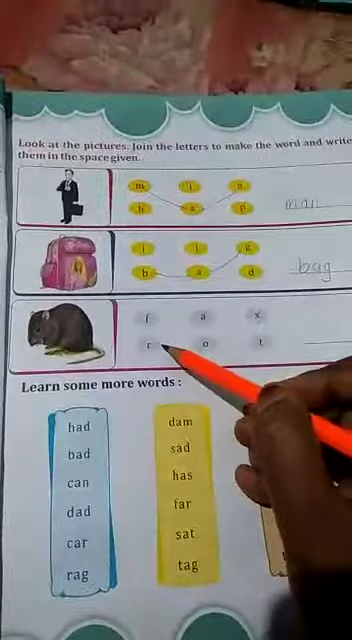 Look at the pictures. Join the letters to make the word and write
them in the space given.
m i n
h a p
man
j i g
b a d
bag
f a x
r o t
Learn some more words :
had
bad
can
dad
car
rag
dam
sad
has
far
sat
tag